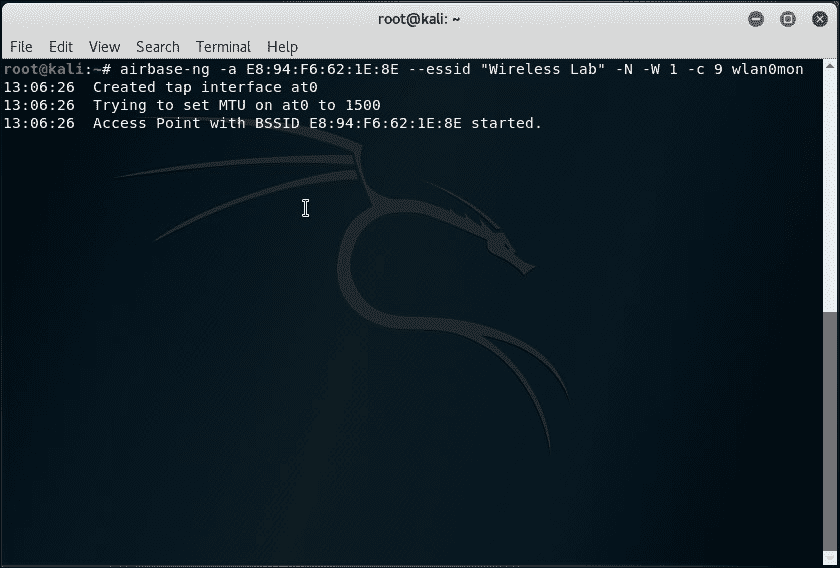 root@kali: ~
File Edit View Search Terminal Help
root@kali:~# airbase-ng -a E8:94:F6:62:1E:8E --essid "Wireless Lab" -N -W 1 -c 9 wlan0mon
13:06:26  Created tap interface at0
13:06:26  Trying to set MTU on at0 to 1500
13:06:26  Access Point with BSSID E8:94:F6:62:1E:8E started.